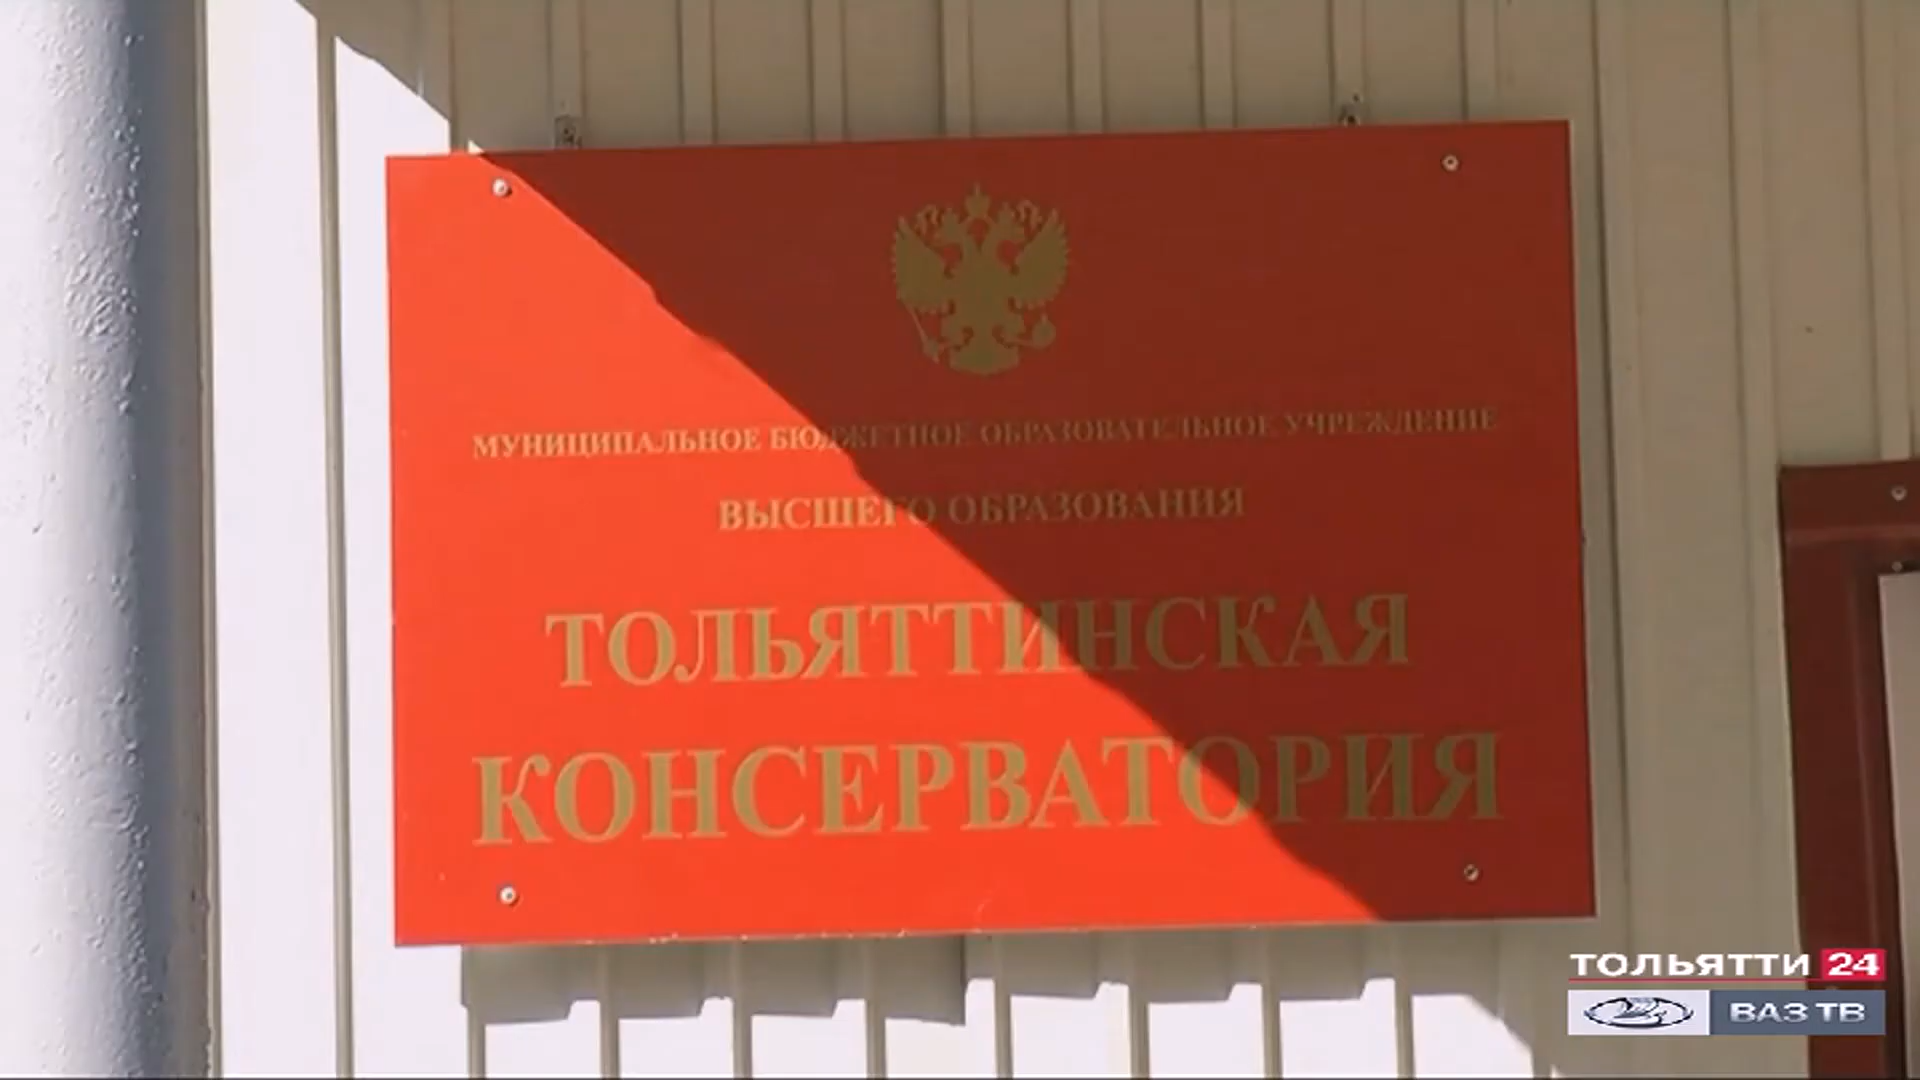 МУНИЦИПАЛЬНОЕ БЮДЖЕТНОЕ ОБРАЗОВАТЕЛЬНОЕ УЧРЕЖДЕНИЕ
ВЫСШЕГО ОБРАЗОВАНИЯ
ТОЛЬЯТТИНСКАЯ
КОНСЕРВАТОРИЯ
ТОЛЬЯТТИ 24
ВАЗ ТВ